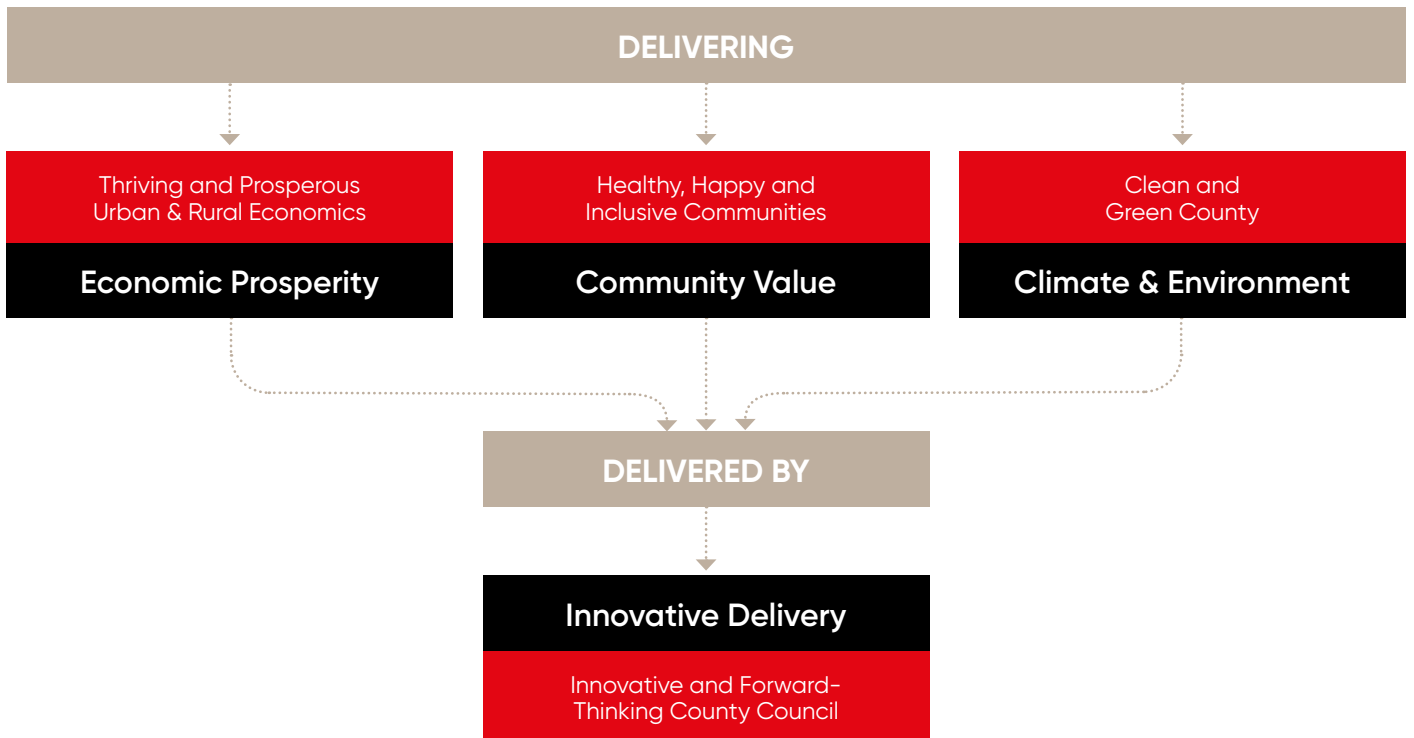 DELIVERING
Thriving and Prosperous
Urban & Rural Economics
Economic Prosperity
Healthy, Happy and
Inclusive Communities
Community Value
Clean and
Green County
Climate & Environment
DELIVERED BY
Innovative Delivery
Innovative and Forward-
Thinking County Council